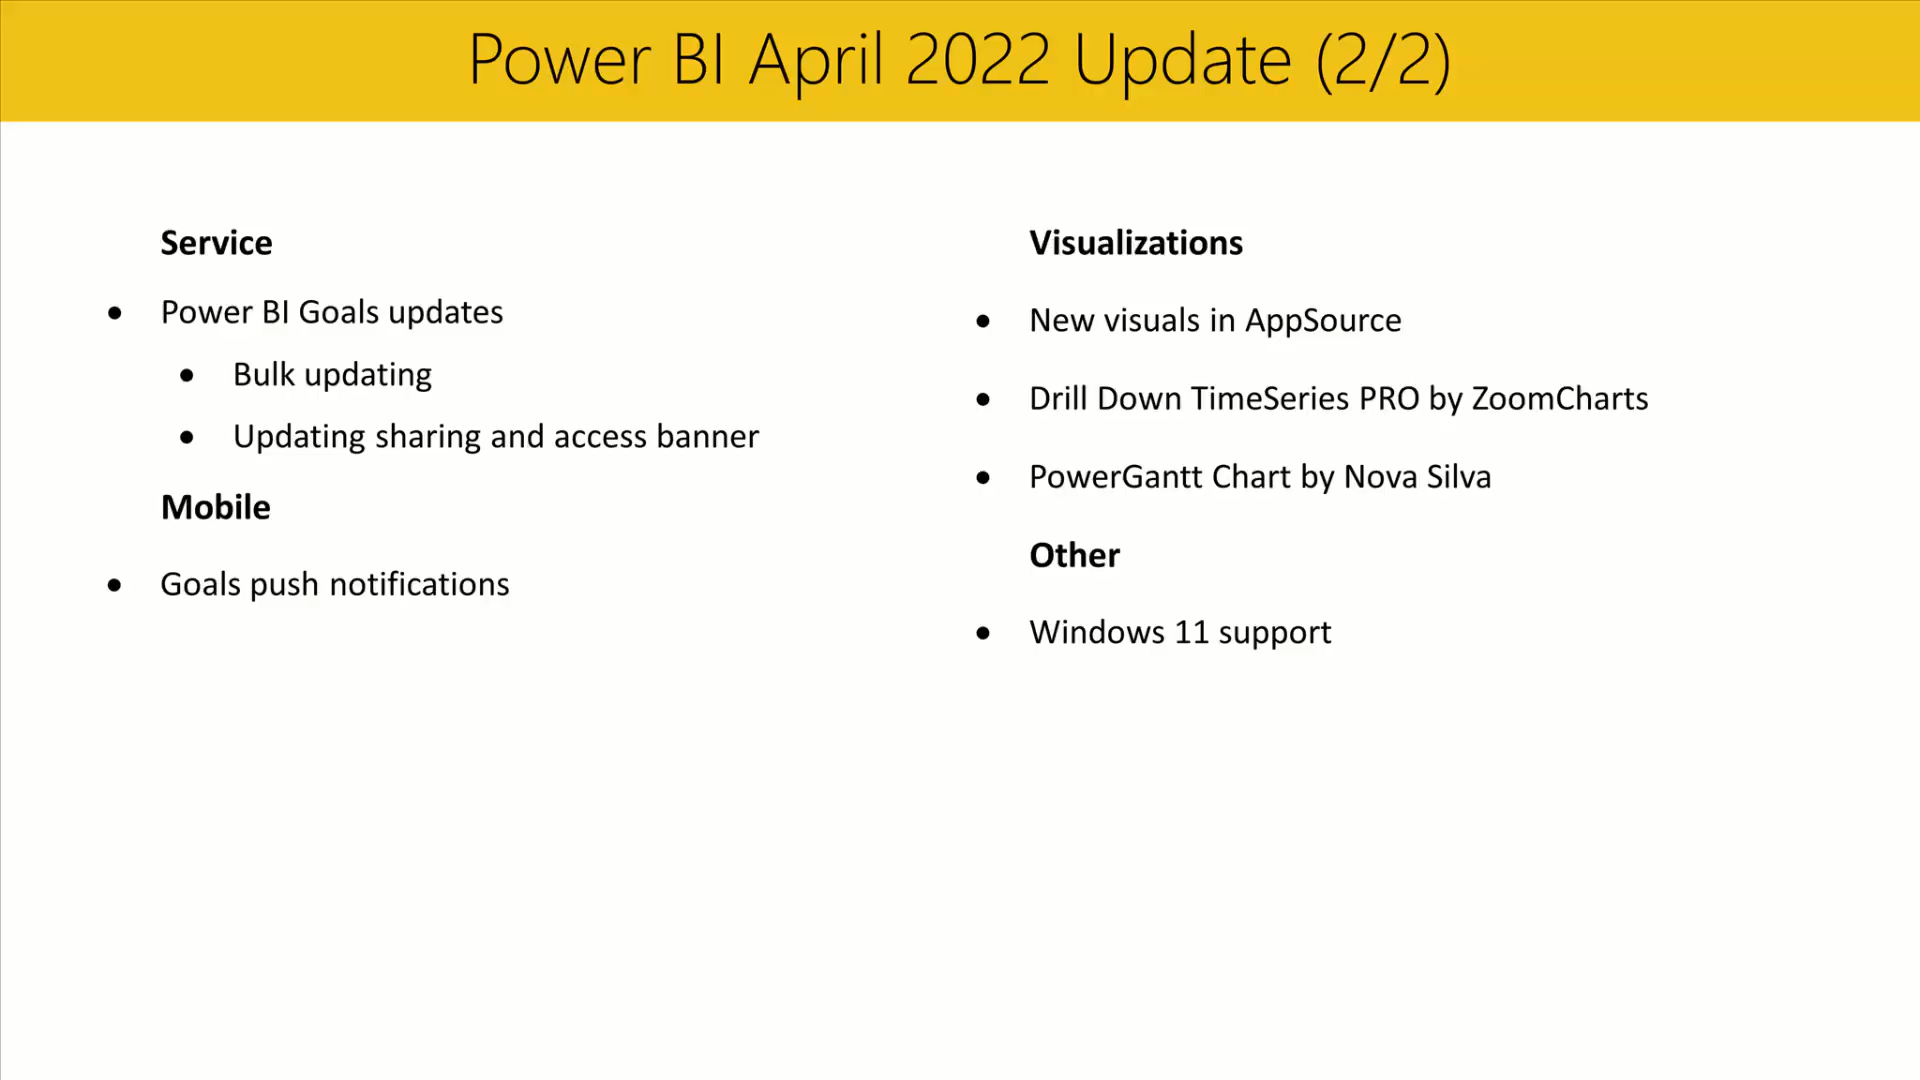 Power BI April 2022 Update (2/2)
Service
• Power BI Goals updates
• Bulk updating
• Updating sharing and access banner
Mobile
• Goals push notifications
Visualizations
• New visuals in AppSource
• Drill Down TimeSeries PRO by ZoomCharts
• PowerGantt Chart by Nova Silva
Other
• Windows 11 support